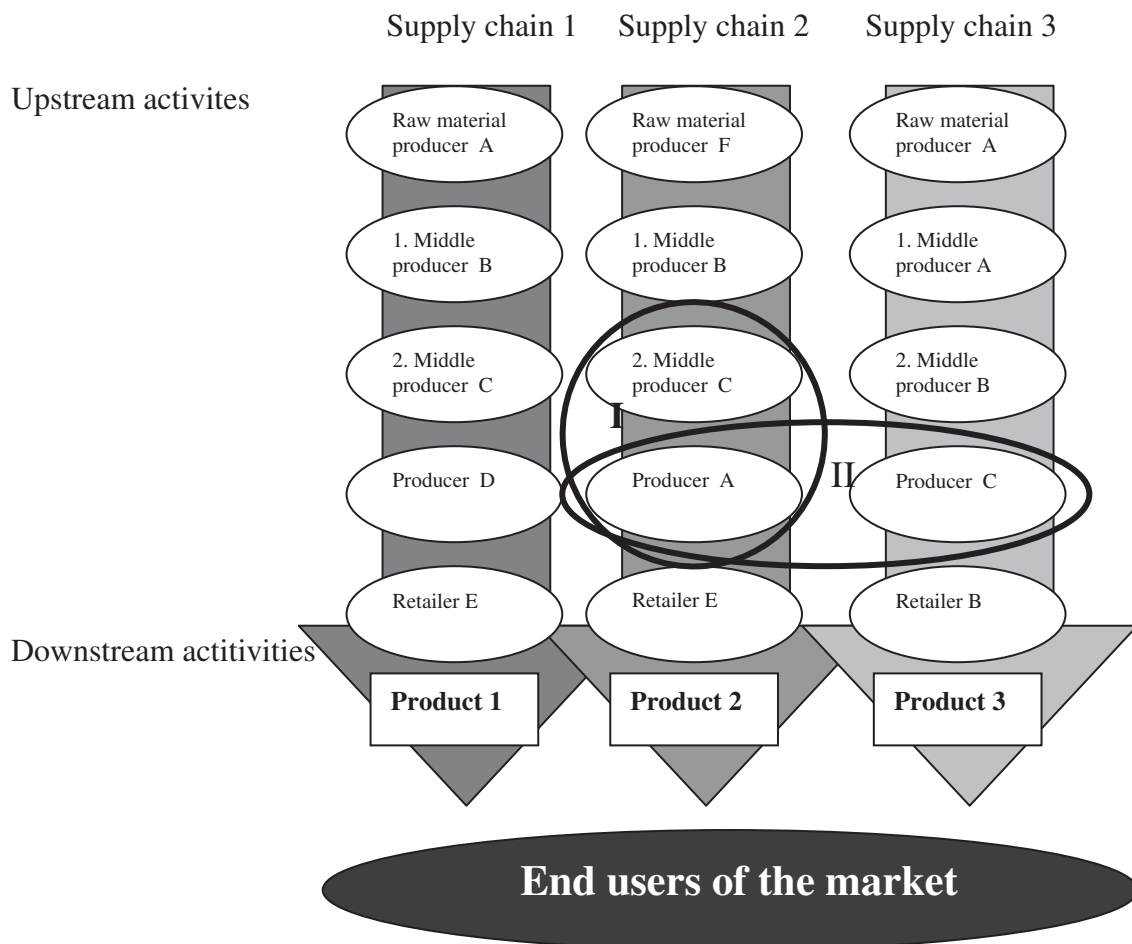 Supply chain 1
Supply chain 2
Supply chain 3
Upstream activites
Raw material
producer A
Raw material
producer F
Raw material
producer A
1. Middle
producer B
1. Middle
producer B
1. Middle
producer A
2. Middle
producer C
2. Middle
producer C
2. Middle
producer B
I
Producer D
Producer A
II
Producer C
Retailer E
Retailer E
Retailer B
Downstream actitivities
Product 1
Product 2
Product 3
End users of the market